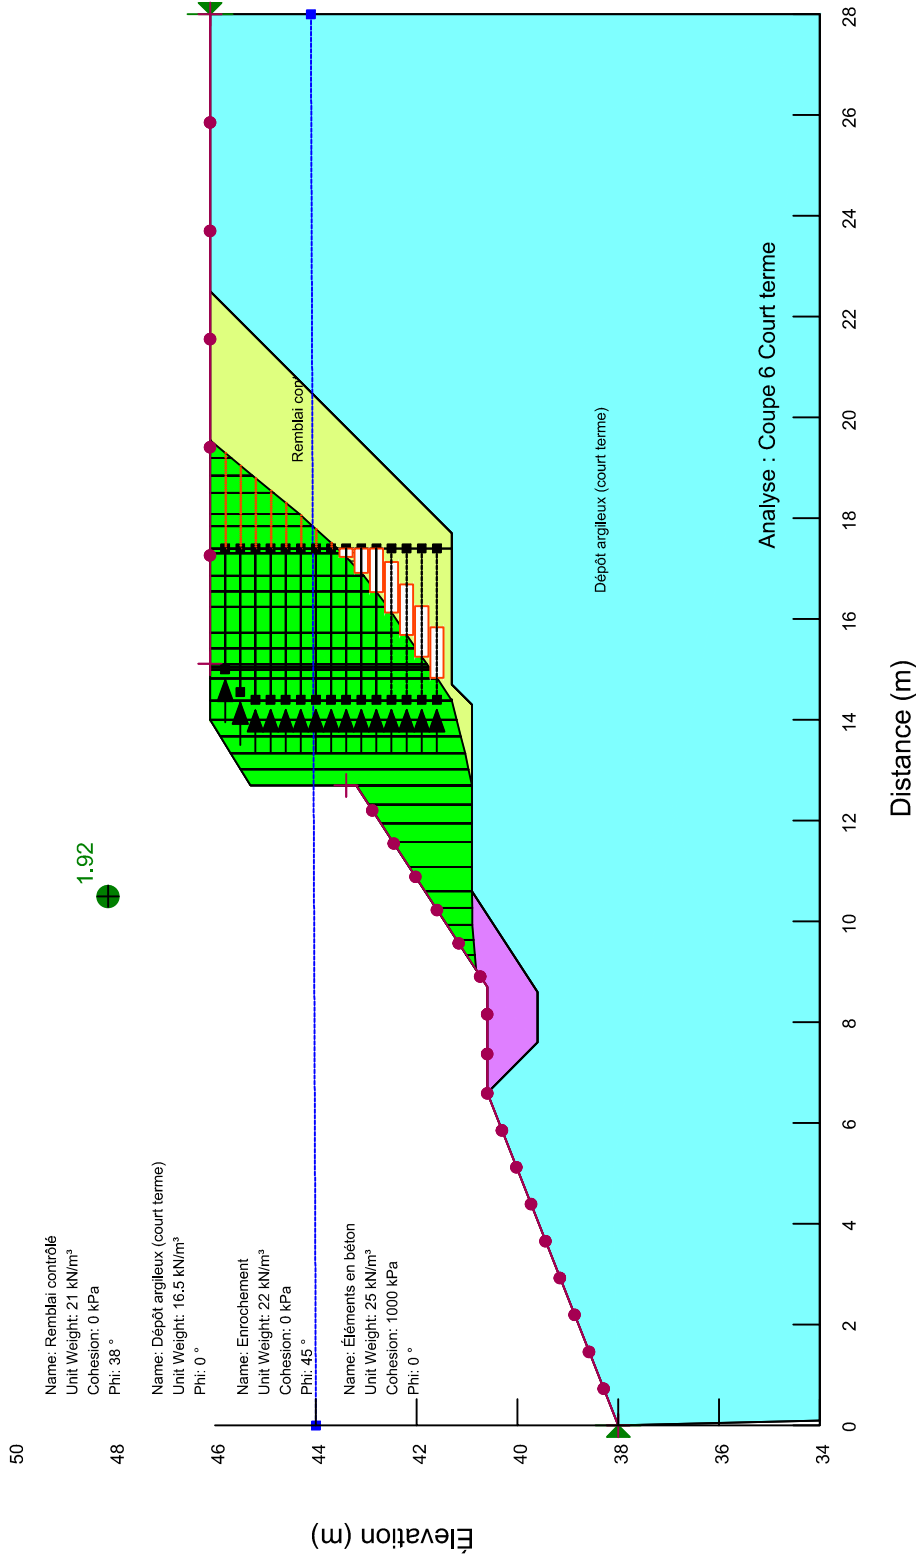 Name: Remblai contrôlé
Unit Weight: 21 kN/m³
Cohesion: 0 kPa
Phi: 38 °
Name: Dépôt argileux (court terme)
Unit Weight: 16.5 kN/m³
Phi: 0 °
Name: Enrochement
Unit Weight: 22 kN/m³
Cohesion: 0 kPa
Phi: 45 °
Name: Éléments en béton
Unit Weight: 25 kN/m³
Cohesion: 1000 kPa
Phi: 0 °
1.92
Remblai con
Dépôt argileux (court terme)
Analyse : Coupe 6 Court terme
Élevation (m)
50
48
46
44
42
40
38
36
34
0
2
4
6
8
10
12
14
16
18
20
22
24
26
28
Distance (m)